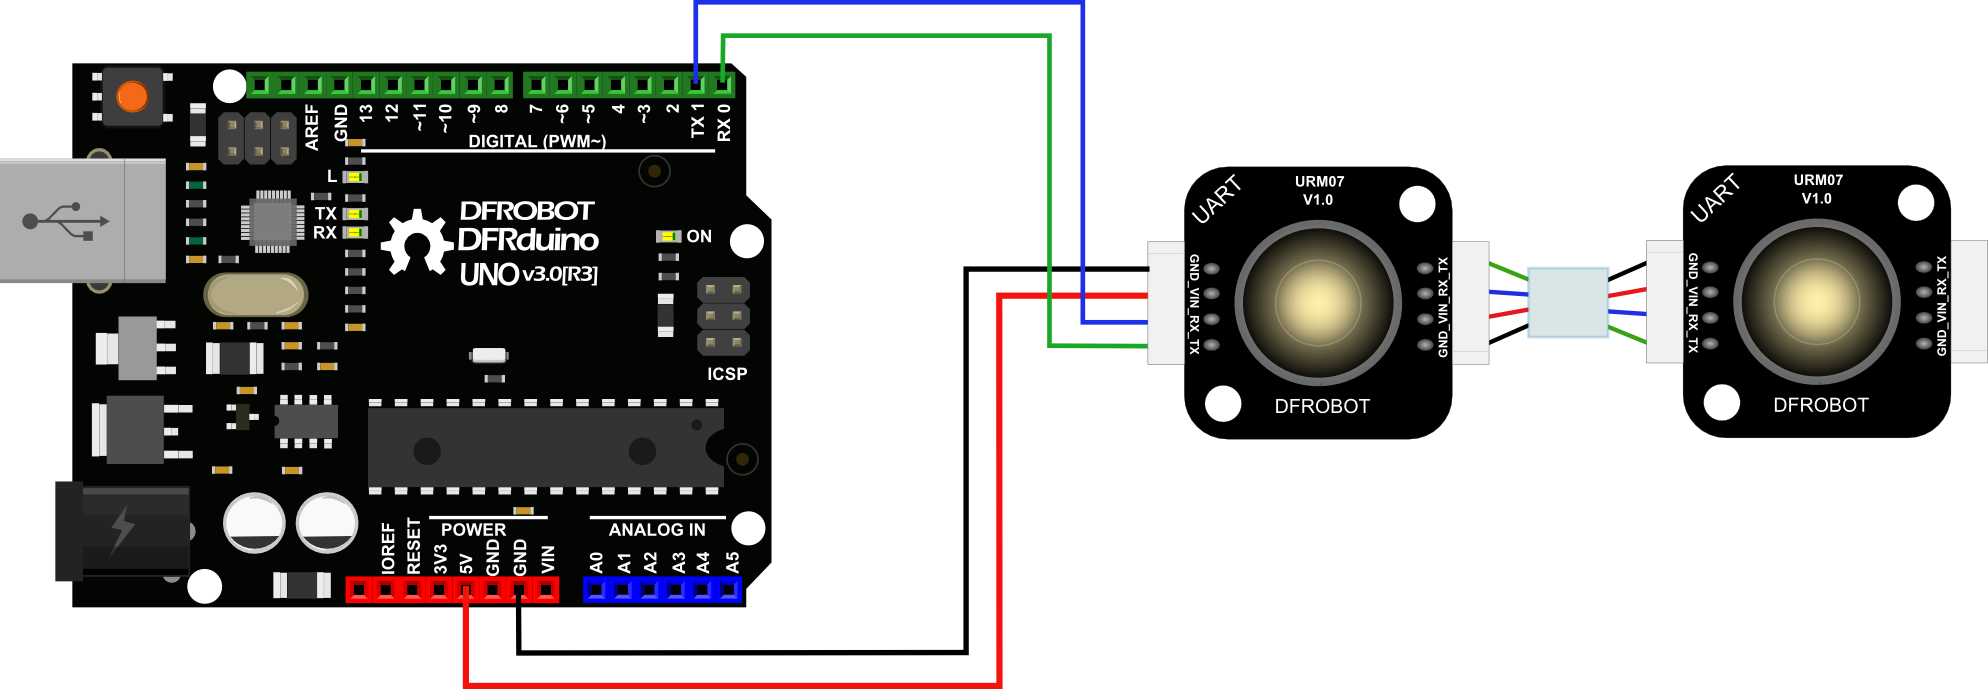 AREF
GND
13
12
~11
~10
~9
8
7
~6
~5
4
~3
2
TX 1
RX 0
DIGITAL (PWM~)
L
TX
RX
DFROBOT
DFRduino
UNO v3.0[R3]
ON
ICSP
POWER
IOREF
RESET
3V3
5V
GND
GND
VIN
ANALOG IN
A0
A1
A2
A3
A4
A5
UART
URM07
V1.0
GND_VIN_RX_TX
GND_VIN_RX_TX
DFROBOT
UART
URM07
V1.0
GND_VIN_RX_TX
GND_VIN_RX_TX
DFROBOT